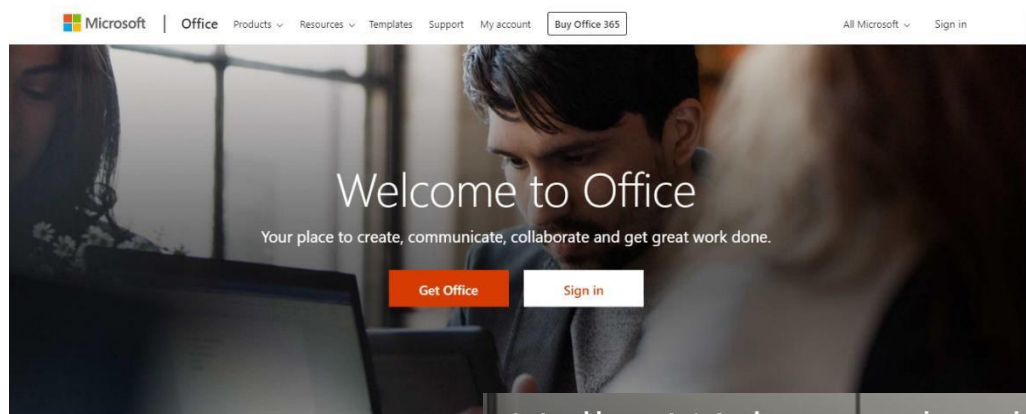 Microsoft | Office Products Resources Templates Support My account Buy Office 365 All Microsoft Sign in
Welcome to Office
Your place to create, communicate, collaborate and get great work done.
Get Office Sign in